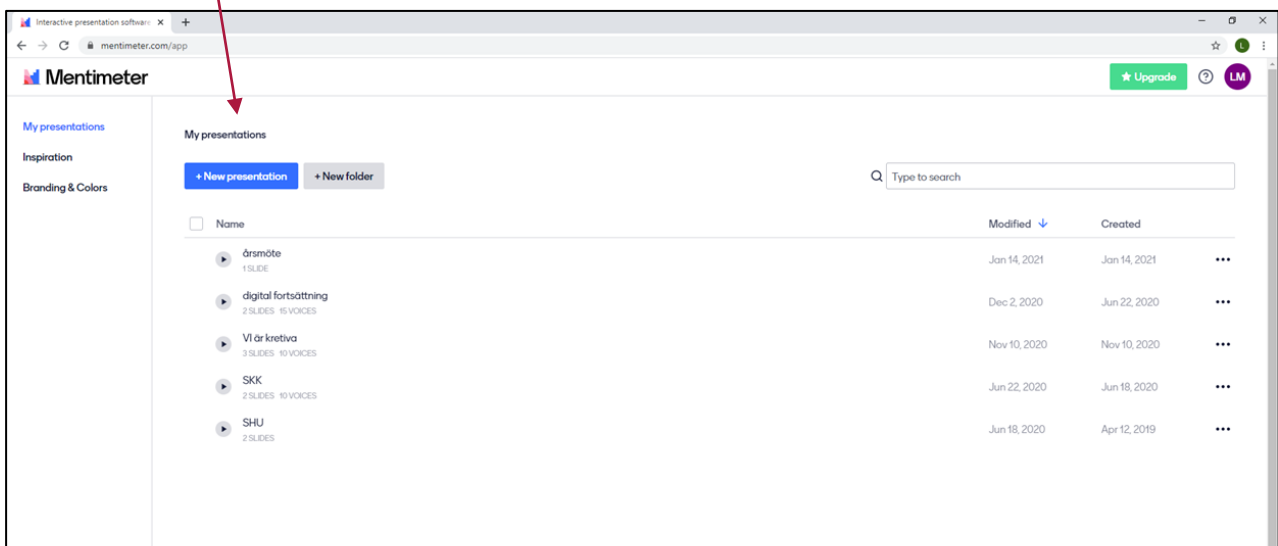 Interactive presentation software
mentimeter.com/app
L
Mentimeter
Upgrade
LM
My presentations
Inspiration
Branding & Colors
My presentations
+ New presentation
+ New folder
Type to search
Name Modified Created
årsmöte Jan 14, 2021 Jan 14, 2021
1 SLIDE
digital fortsättning Dec 2, 2020 Jun 22, 2020
2 SLIDES 15 VOICES
VI är kretiva Nov 10, 2020 Nov 10, 2020
3 SLIDES 10 VOICES
SKK Jun 22, 2020 Jun 18, 2020
2 SLIDES 10 VOICES
SHU Jun 18, 2020 Apr 12, 2019
2 SLIDES